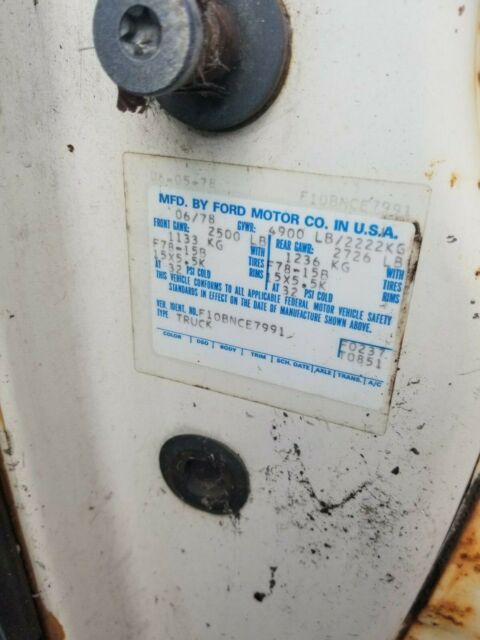 06-05-78 F10BNCE7991
MFD. BY FORD MOTOR CO. IN U.S.A.
06/78 GVWR: 4900 LB/2222KG
FRONT GAWR: 2500 LB REAR GAWR: 2726 LB
1133 KG WITH 1236 KG WITH
F78-15B TIRES F78-15B TIRES
15X5.5K RIMS 15X5.5K RIMS
AT 32 PSI COLD AT 32 PSI COLD
THIS VEHICLE CONFORMS TO ALL APPLICABLE FEDERAL MOTOR VEHICLE SAFETY
STANDARDS IN EFFECT ON THE DATE OF MANUFACTURE SHOWN ABOVE.
VEH. IDENT. NO. F10BNCE7991
TYPE TRUCK F0237
T0851
COLOR DSO BODY TRIM SCH. DATE AXLE TRANS. A/C